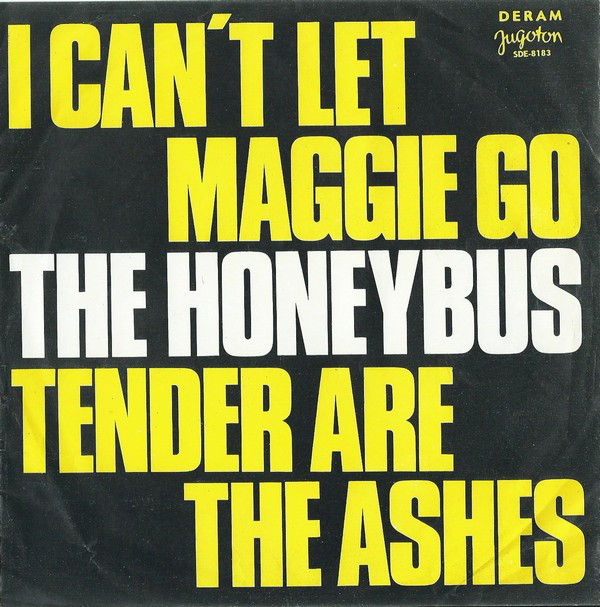 DERAM
Jugoton
SDE-8183
I CAN´T LET
MAGGIE GO
THE HONEYBUS
TENDER ARE
THE ASHES